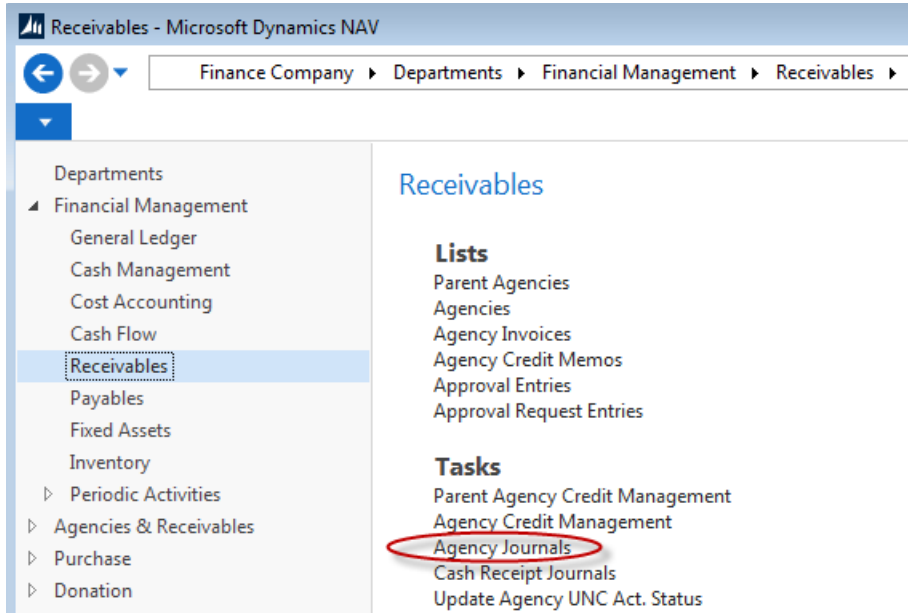 Receivables - Microsoft Dynamics NAV
Finance Company Departments Financial Management Receivables
Departments
Financial Management
General Ledger
Cash Management
Cost Accounting
Cash Flow
Receivables
Payables
Fixed Assets
Inventory
Periodic Activities
Agencies & Receivables
Purchase
Donation
Receivables
Lists
Parent Agencies
Agencies
Agency Invoices
Agency Credit Memos
Approval Entries
Approval Request Entries
Tasks
Parent Agency Credit Management
Agency Credit Management
Agency Journals
Cash Receipt Journals
Update Agency UNC Act. Status